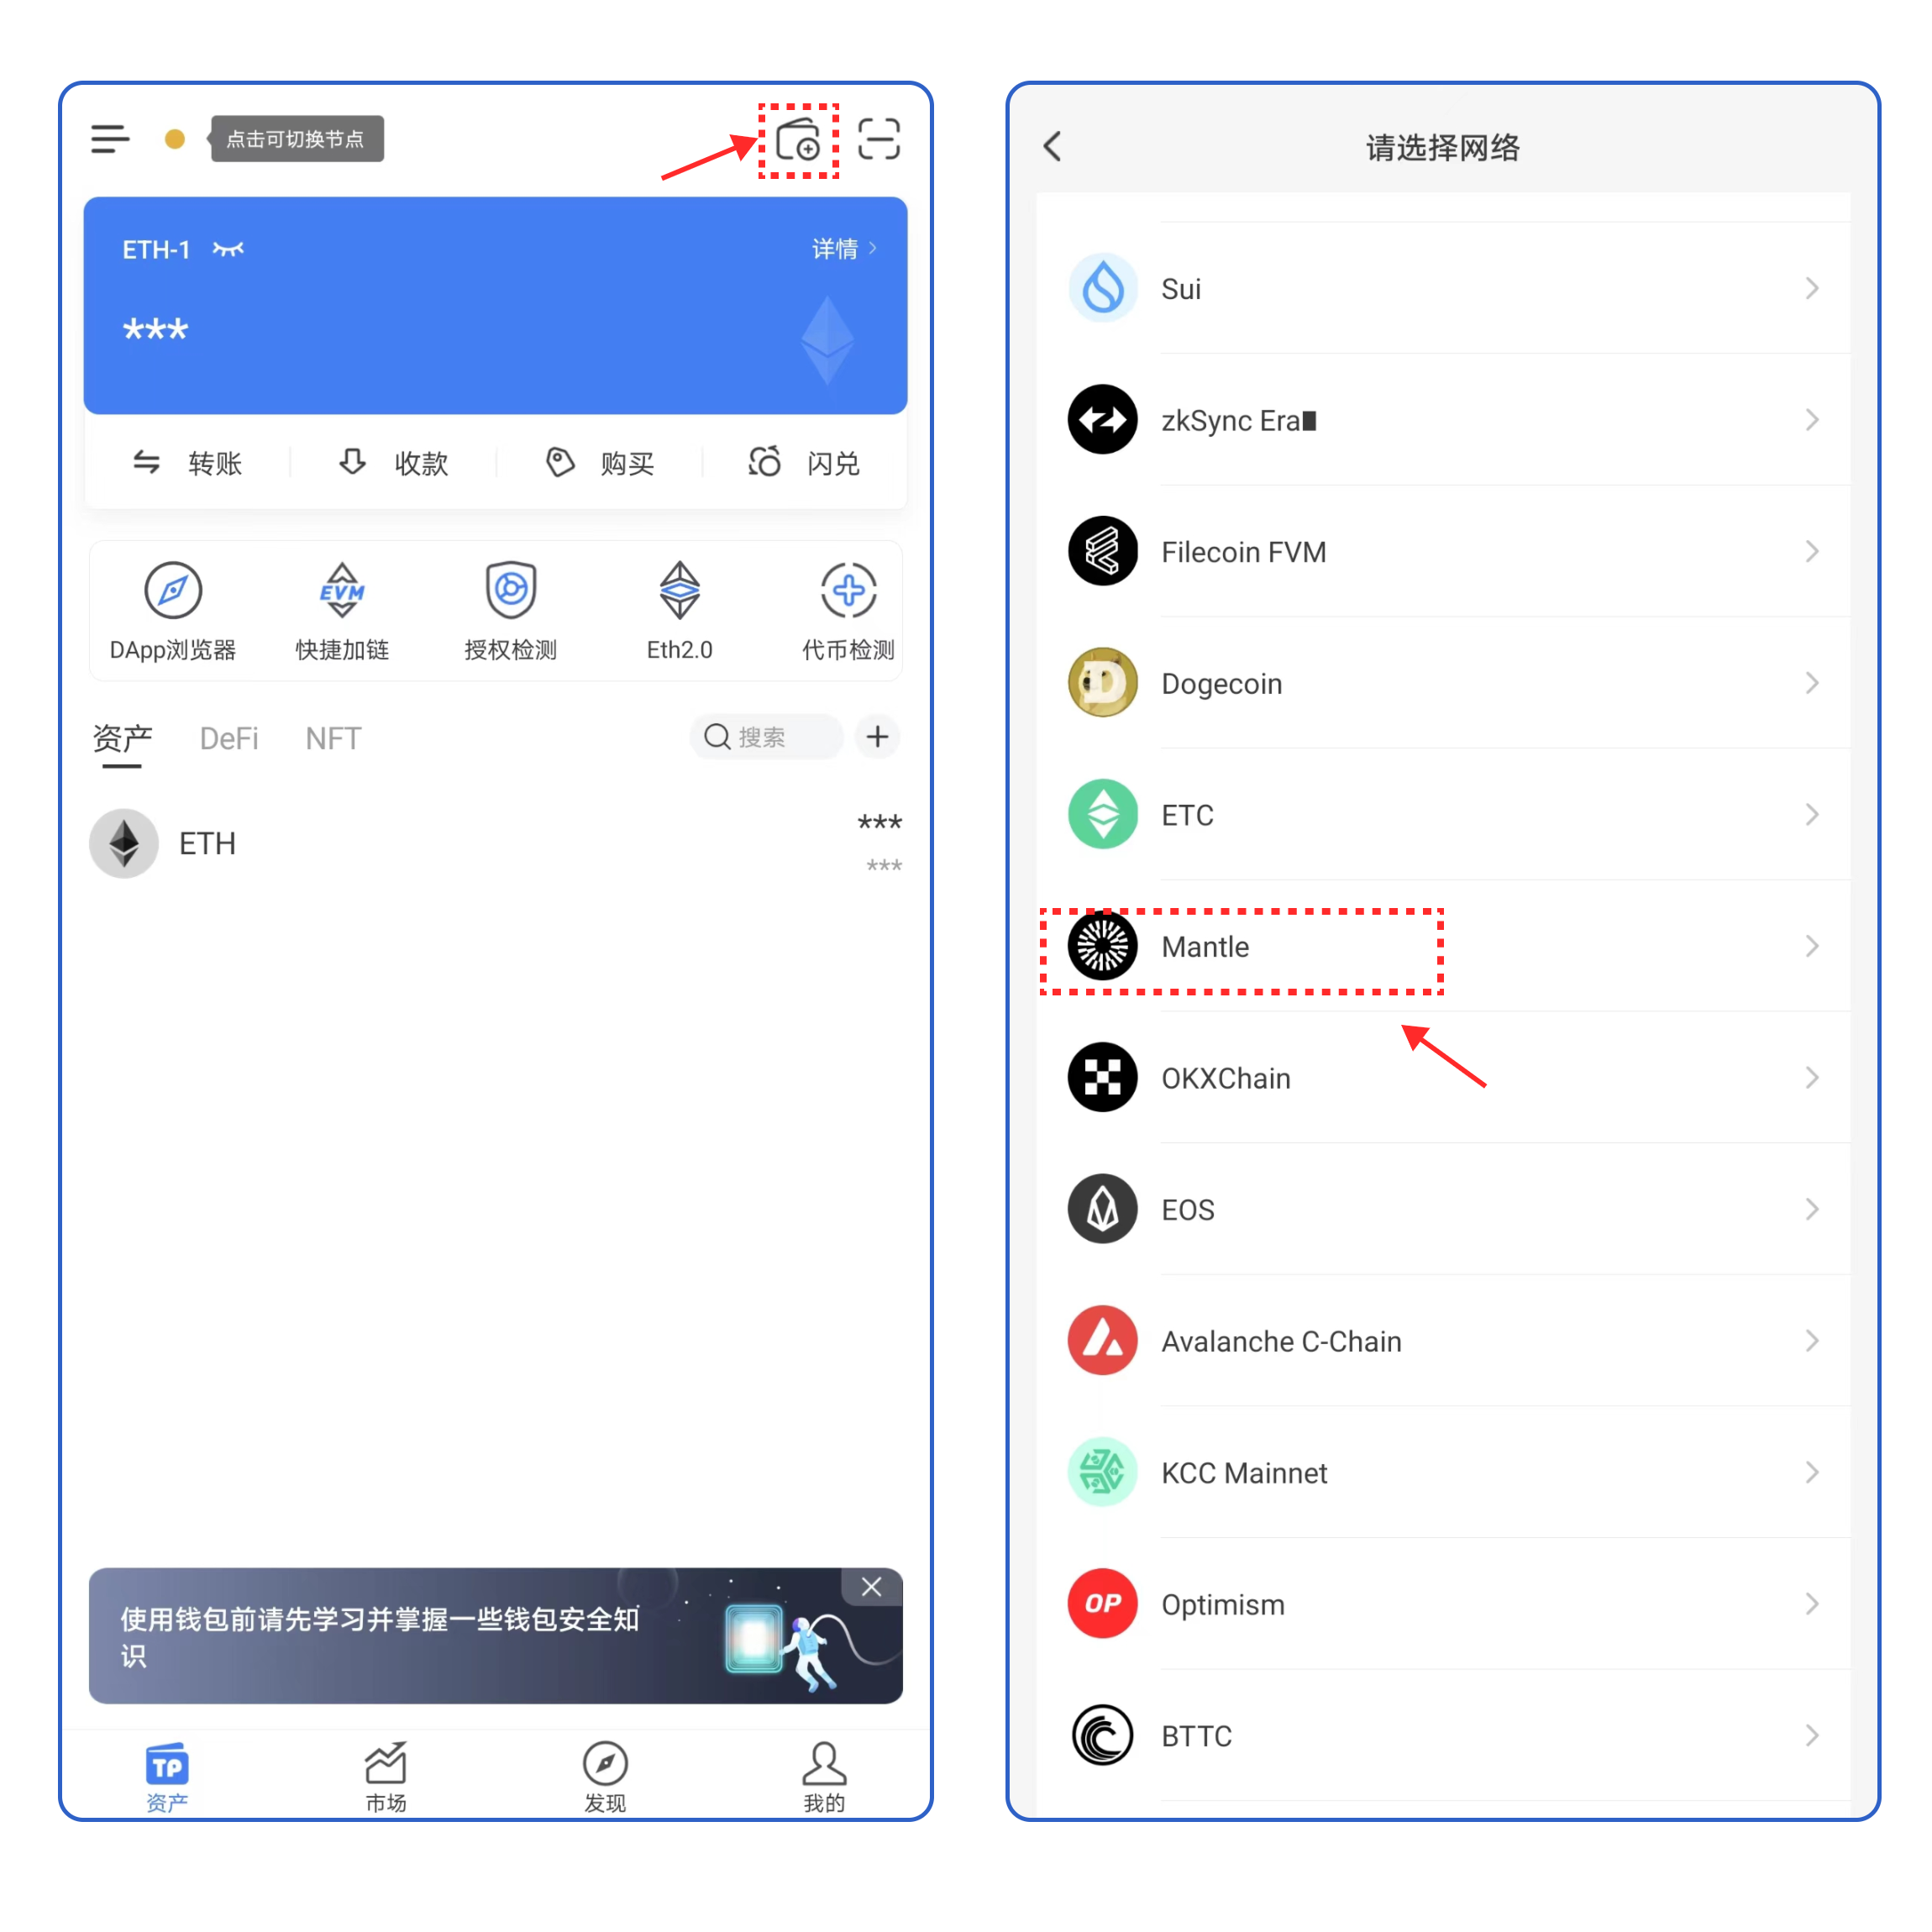 点击可切换节点
ETH-1
详情
***
转账
收款
购买
闪兑
EVM
DApp浏览器
快捷加链
授权检测
Eth2.0
代币检测
资产
DeFi
NFT
搜索
ETH
***
***
使用钱包前请先学习并掌握一些钱包安全知
识
TP
资产
市场
发现
我的
请选择网络
Sui
zkSync Era
Filecoin FVM
Dogecoin
ETC
Mantle
OKXChain
EOS
Avalanche C-Chain
KCC Mainnet
OP
Optimism
BTTC